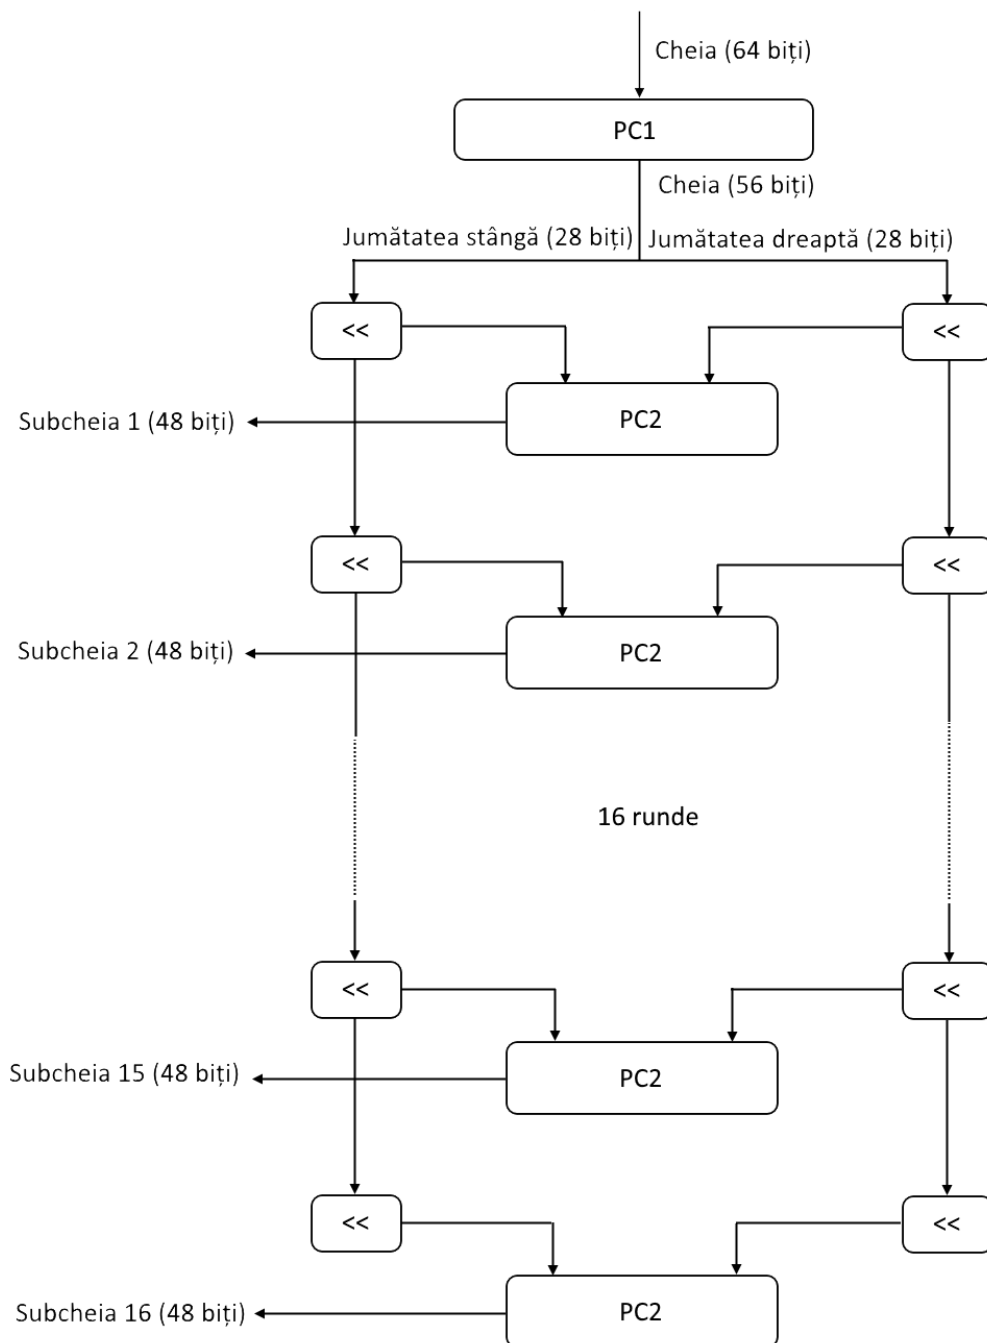 Cheia (64 biți)
PC1
Cheia (56 biți)
Jumătatea stângă (28 biți)
Jumătatea dreaptă (28 biți)
<<
<<
PC2
Subcheia 1 (48 biți)
<<
<<
PC2
Subcheia 2 (48 biți)
16 runde
<<
<<
PC2
Subcheia 15 (48 biți)
<<
<<
PC2
Subcheia 16 (48 biți)